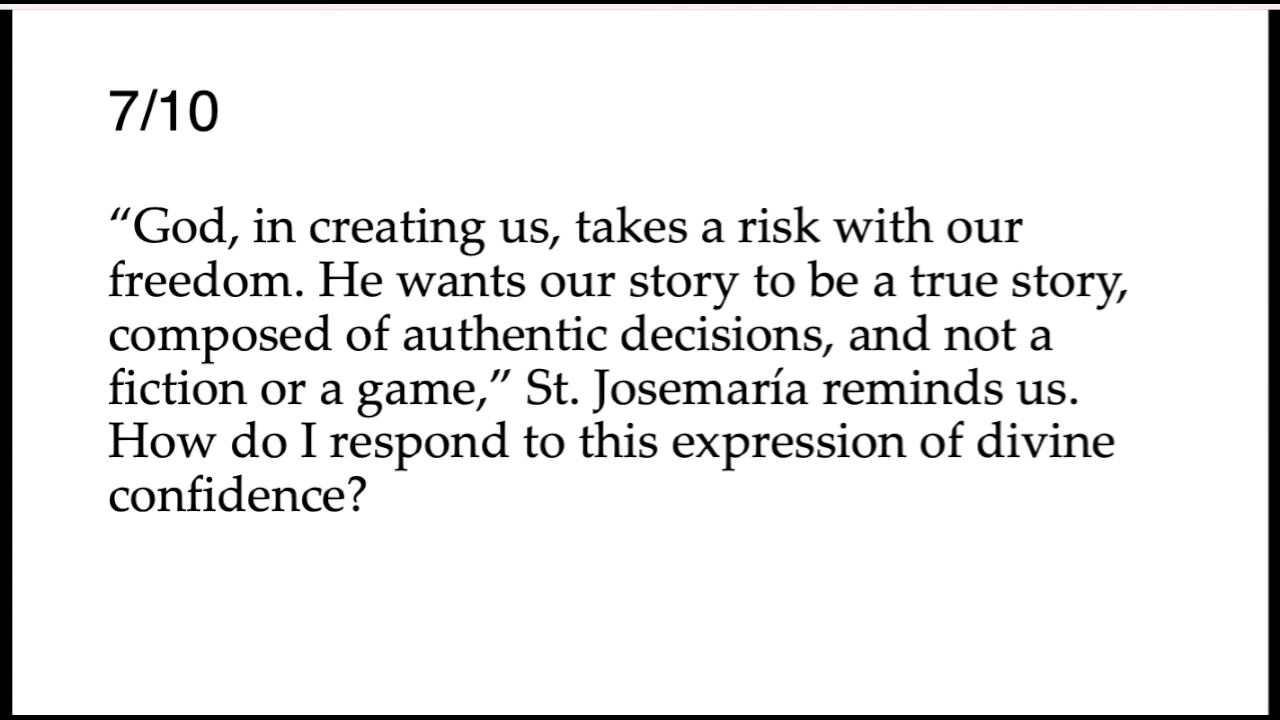 7/10
“God, in creating us, takes a risk with our
freedom. He wants our story to be a true story,
composed of authentic decisions, and not a
fiction or a game,” St. Josemaría reminds us.
How do I respond to this expression of divine
confidence?